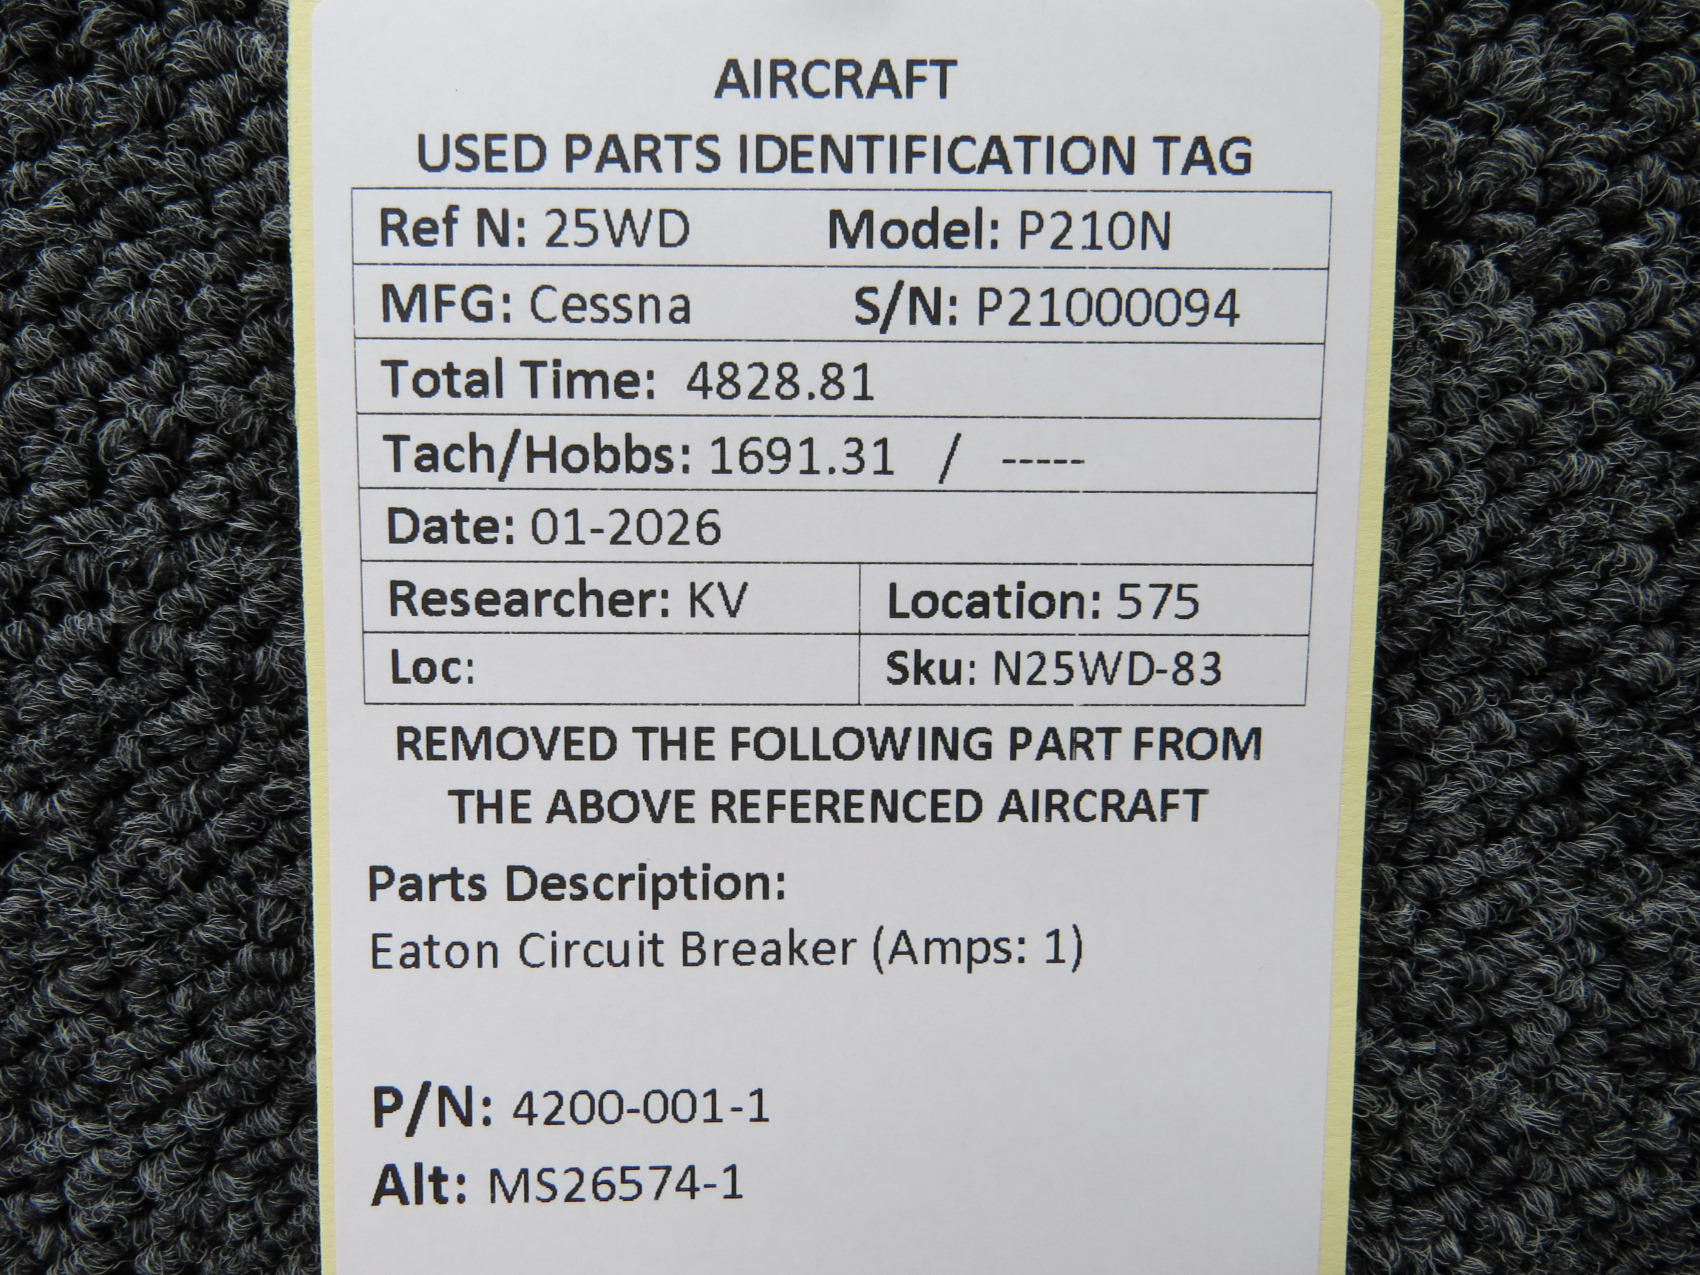 AIRCRAFT
USED PARTS IDENTIFICATION TAG
Ref N: 25WD Model: P210N
MFG: Cessna S/N: P21000094
Total Time: 4828.81
Tach/Hobbs: 1691.31 / -----
Date: 01-2026
Researcher: KV Location: 575
Loc: Sku: N25WD-83
REMOVED THE FOLLOWING PART FROM
THE ABOVE REFERENCED AIRCRAFT
Parts Description:
Eaton Circuit Breaker (Amps: 1)
P/N: 4200-001-1
Alt: MS26574-1